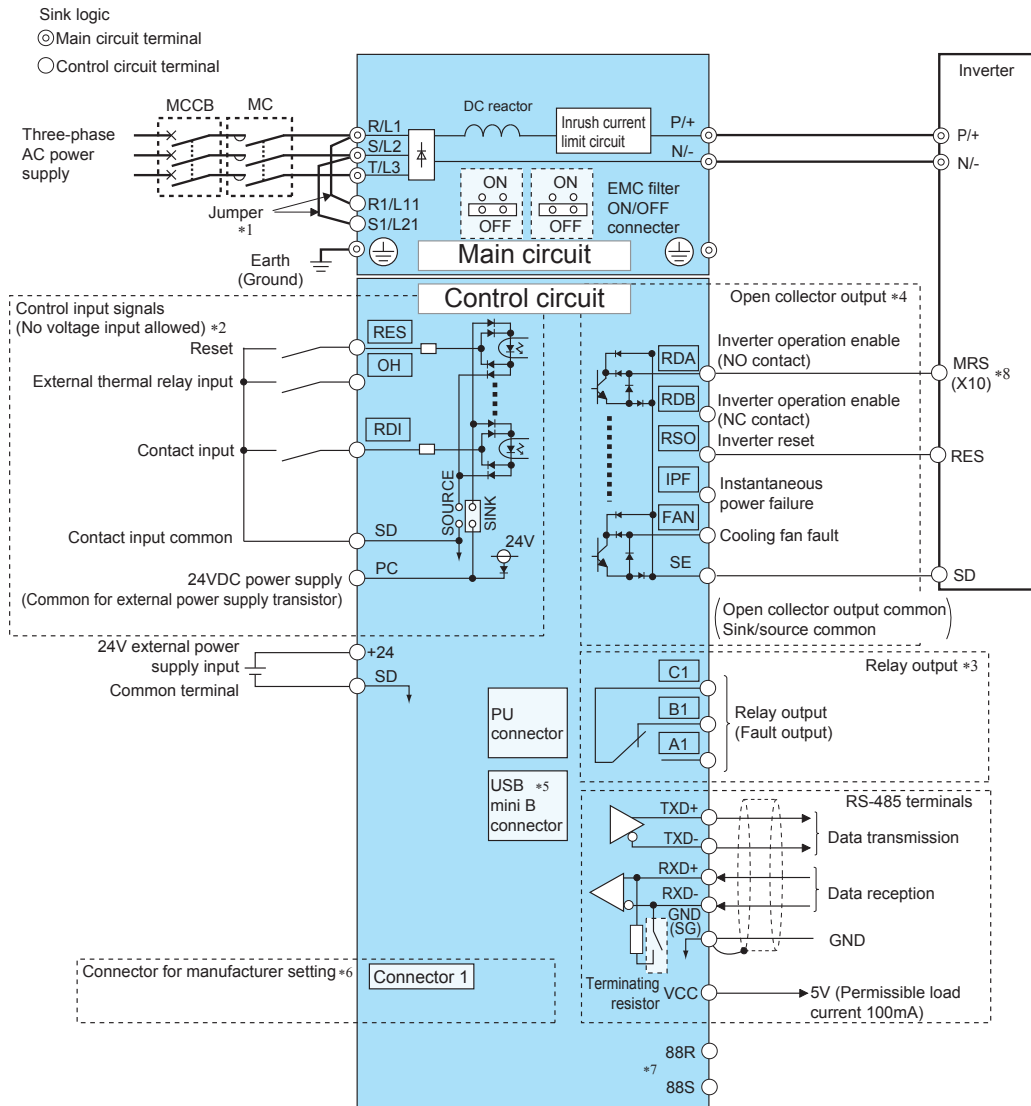 Sink logic
Main circuit terminal
Control circuit terminal
MCCB
MC
Three-phase
AC power
supply
Jumper
*1
Earth
(Ground)
R/L1
S/L2
T/L3
R1/L11
S1/L21
DC reactor
Inrush current
limit circuit
P/+
N/-
ON
OFF
ON
OFF
EMC filter
ON/OFF
connecter
Main circuit
Inverter
P/+
N/-
Control circuit
Control input signals
(No voltage input allowed) *2
Reset
External thermal relay input
Contact input
Contact input common
24VDC power supply
(Common for external power supply transistor)
RES
OH
RDI
SD
PC
SOURCE
SINK
24V
24V external power
supply input
Common terminal
+24
SD
Open collector output *4
RDA
RDB
RSO
IPF
FAN
SE
Inverter operation enable
(NO contact)
Inverter operation enable
(NC contact)
Inverter reset
Instantaneous
power failure
Cooling fan fault
(Open collector output common
Sink/source common)
MRS
(X10)
*8
RES
SD
Relay output *3
C1
B1
A1
Relay output
(Fault output)
PU
connector
USB *5
mini B
connector
RS-485 terminals
TXD+
TXD-
RXD+
RXD-
GND
(SG)
Data transmission
Data reception
GND
Terminating
resistor
VCC
5V (Permissible load
current 100mA)
Connector for manufacturer setting *6
Connector 1
88R
*7
88S